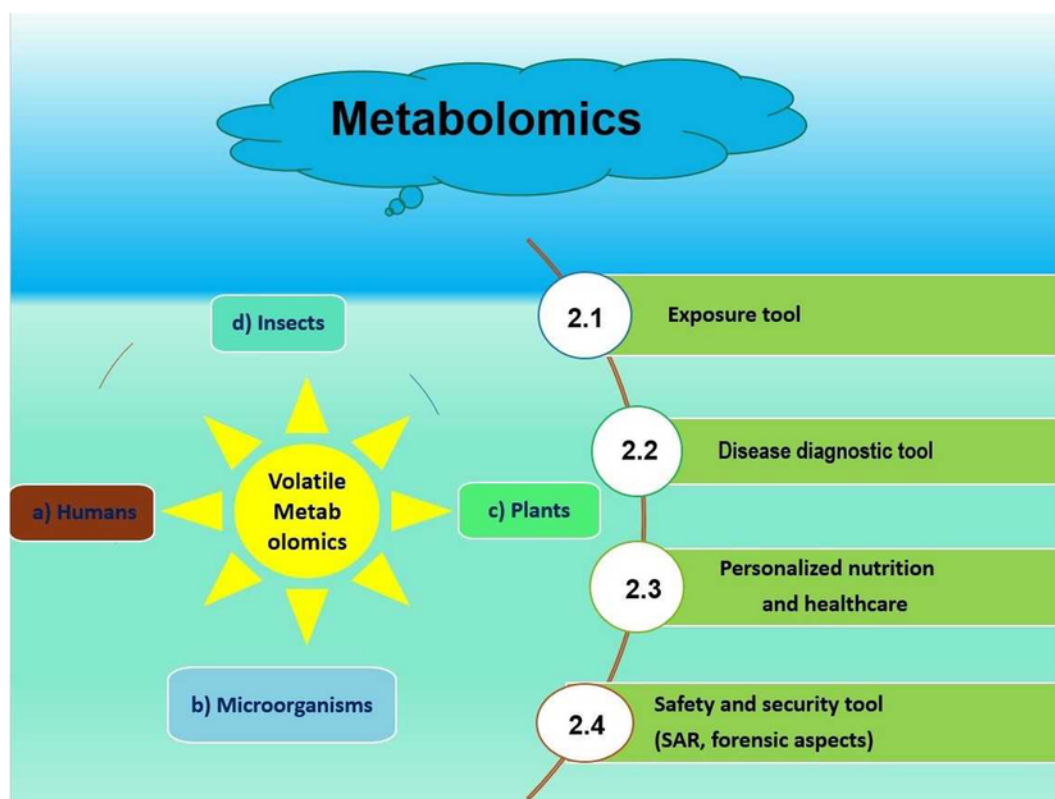 Metabolomics
d) Insects
Volatile
Metab
olomics
a) Humans
c) Plants
b) Microorganisms
2.1
Exposure tool
2.2
Disease diagnostic tool
2.3
Personalized nutrition
and healthcare
2.4
Safety and security tool
(SAR, forensic aspects)